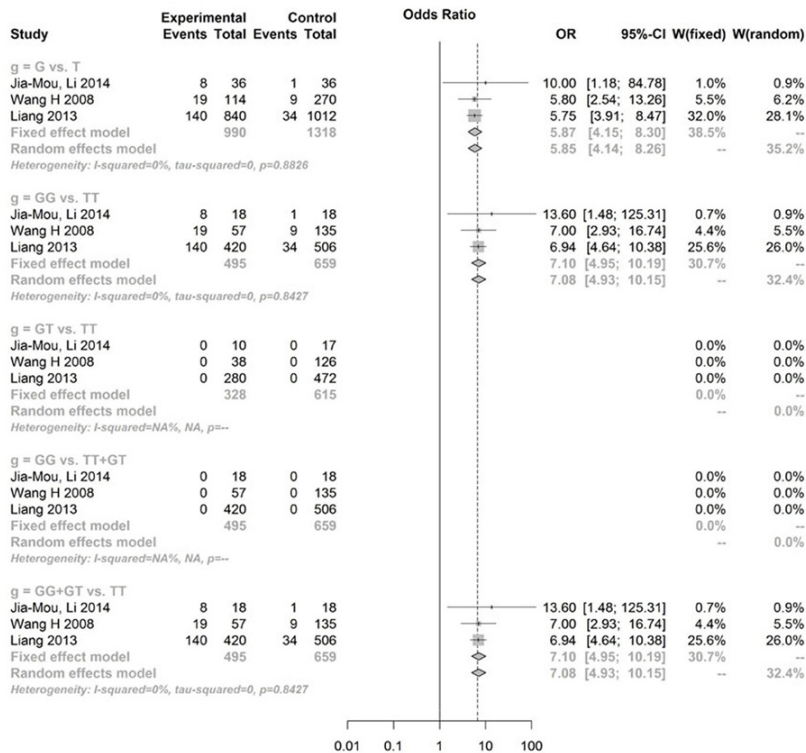 Experimental Control Odds Ratio
Study Events Total Events Total OR 95%-CI W(fixed) W(random)
g = G vs. T
Jia-Mou, Li 2014 8 36 1 36 10.00 [1.18; 84.78] 1.0% 0.9%
Wang H 2008 19 114 9 270 5.80 [2.54; 13.26] 5.5% 6.2%
Liang 2013 140 840 34 1012 5.75 [3.91; 8.47] 32.0% 28.1%
Fixed effect model 990 1318 5.87 [4.15; 8.30] 38.5% --
Random effects model 5.85 [4.14; 8.26] -- 35.2%
Heterogeneity: I-squared=0%, tau-squared=0, p=0.8826
g = GG vs. TT
Jia-Mou, Li 2014 8 18 1 18 13.60 [1.48; 125.31] 0.7% 0.9%
Wang H 2008 19 57 9 135 7.00 [2.93; 16.74] 4.4% 5.5%
Liang 2013 140 420 34 506 6.94 [4.64; 10.38] 25.6% 26.0%
Fixed effect model 495 659 7.10 [4.95; 10.19] 30.7% --
Random effects model 7.08 [4.93; 10.15] -- 32.4%
Heterogeneity: I-squared=0%, tau-squared=0, p=0.8427
g = GT vs. TT
Jia-Mou, Li 2014 0 10 0 17 0.0% 0.0%
Wang H 2008 0 38 0 126 0.0% 0.0%
Liang 2013 0 280 0 472 0.0% 0.0%
Fixed effect model 328 615 0.0% --
Random effects model -- 0.0%
Heterogeneity: I-squared=NA%, NA, p=--
g = GG vs. TT+GT
Jia-Mou, Li 2014 0 18 0 18 0.0% 0.0%
Wang H 2008 0 57 0 135 0.0% 0.0%
Liang 2013 0 420 0 506 0.0% 0.0%
Fixed effect model 495 659 0.0% --
Random effects model -- 0.0%
Heterogeneity: I-squared=NA%, NA, p=--
g = GG+GT vs. TT
Jia-Mou, Li 2014 8 18 1 18 13.60 [1.48; 125.31] 0.7% 0.9%
Wang H 2008 19 57 9 135 7.00 [2.93; 16.74] 4.4% 5.5%
Liang 2013 140 420 34 506 6.94 [4.64; 10.38] 25.6% 26.0%
Fixed effect model 495 659 7.10 [4.95; 10.19] 30.7% --
Random effects model 7.08 [4.93; 10.15] -- 32.4%
Heterogeneity: I-squared=0%, tau-squared=0, p=0.8427
0.01 0.1 1 10 100